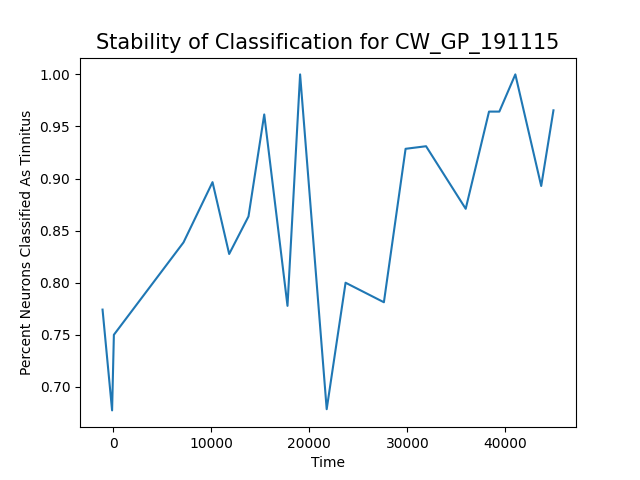 Stability of Classification for CW_GP_191115
Percent Neurons Classified As Tinnitus
1.00
0.95
0.90
0.85
0.80
0.75
0.70
0 10000 20000 30000 40000
Time